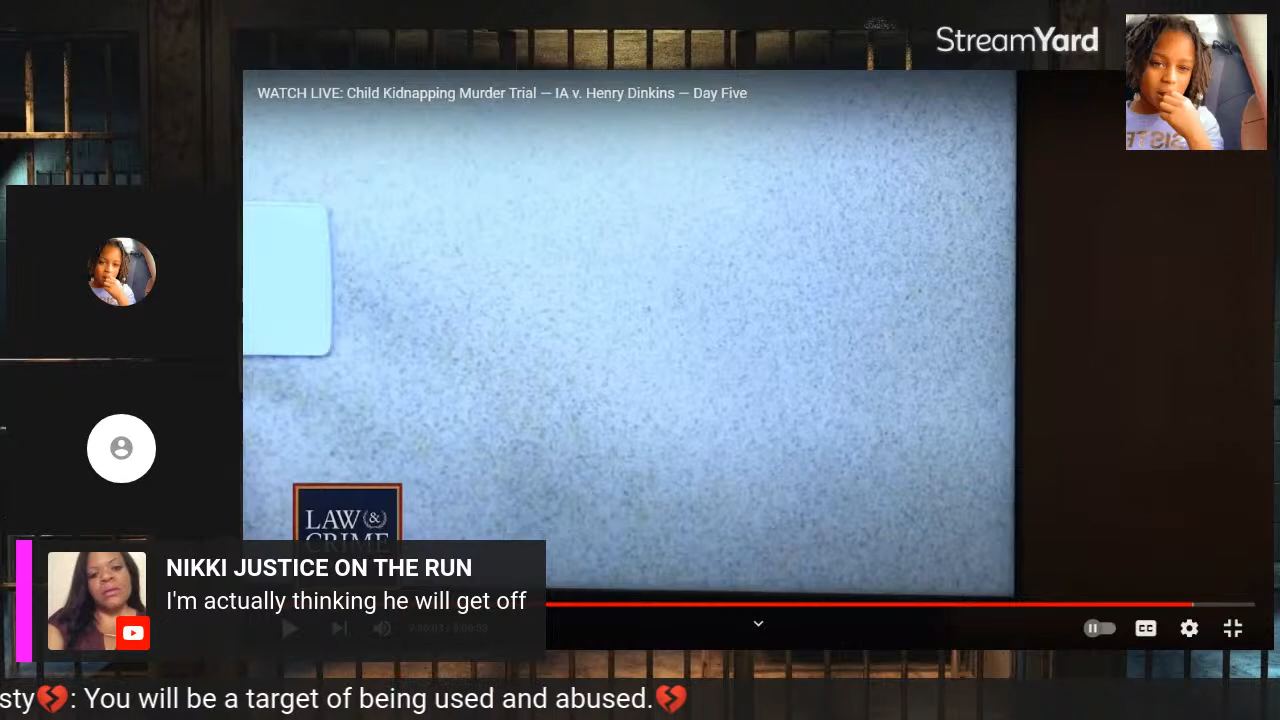 StreamYard
WATCH LIVE: Child Kidnapping Murder Trial — IA v. Henry Dinkins — Day Five
LAW &
CRIME
NIKKI JUSTICE ON THE RUN
I'm actually thinking he will get off
CC
sty💔: You will be a target of being used and abused.💔